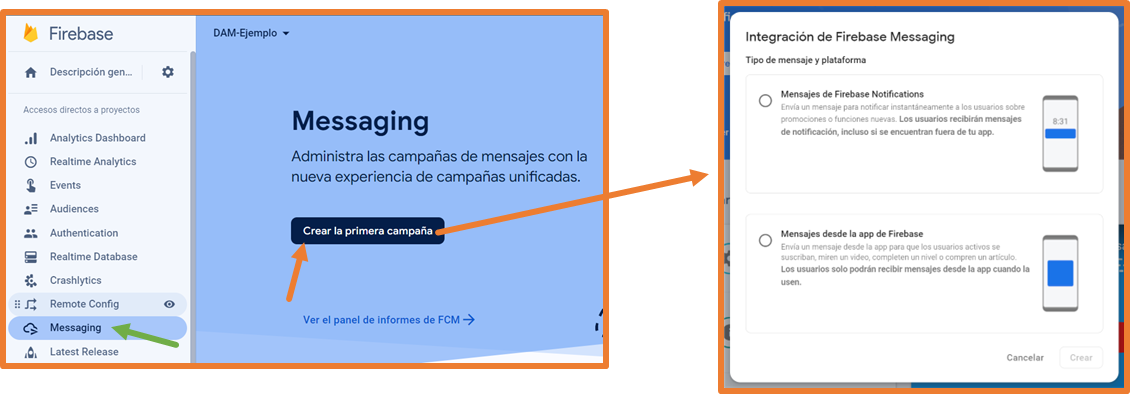 Firebase
Descripción gen...
Accesos directos a proyectos
Analytics Dashboard
Realtime Analytics
Events
Audiences
Authentication
Realtime Database
Crashlytics
Remote Config
Messaging
Latest Release
DAM-Ejemplo
Messaging
Administra las campañas de mensajes con la
nueva experiencia de campañas unificadas.
Crear la primera campaña
Ver el panel de informes de FCM
Integración de Firebase Messaging
Tipo de mensaje y plataforma
Mensajes de Firebase Notifications
Envía un mensaje para notificar instantáneamente a los usuarios sobre
promociones o funciones nuevas. Los usuarios recibirán mensajes
de notificación, incluso si se encuentran fuera de tu app.
8:31
Mensajes desde la app de Firebase
Envía un mensaje desde la app para que los usuarios activos se
suscriban, miren un video, completen un nivel o compren un artículo.
Los usuarios solo podrán recibir mensajes desde la app cuando la
usen.
Cancelar
Crear